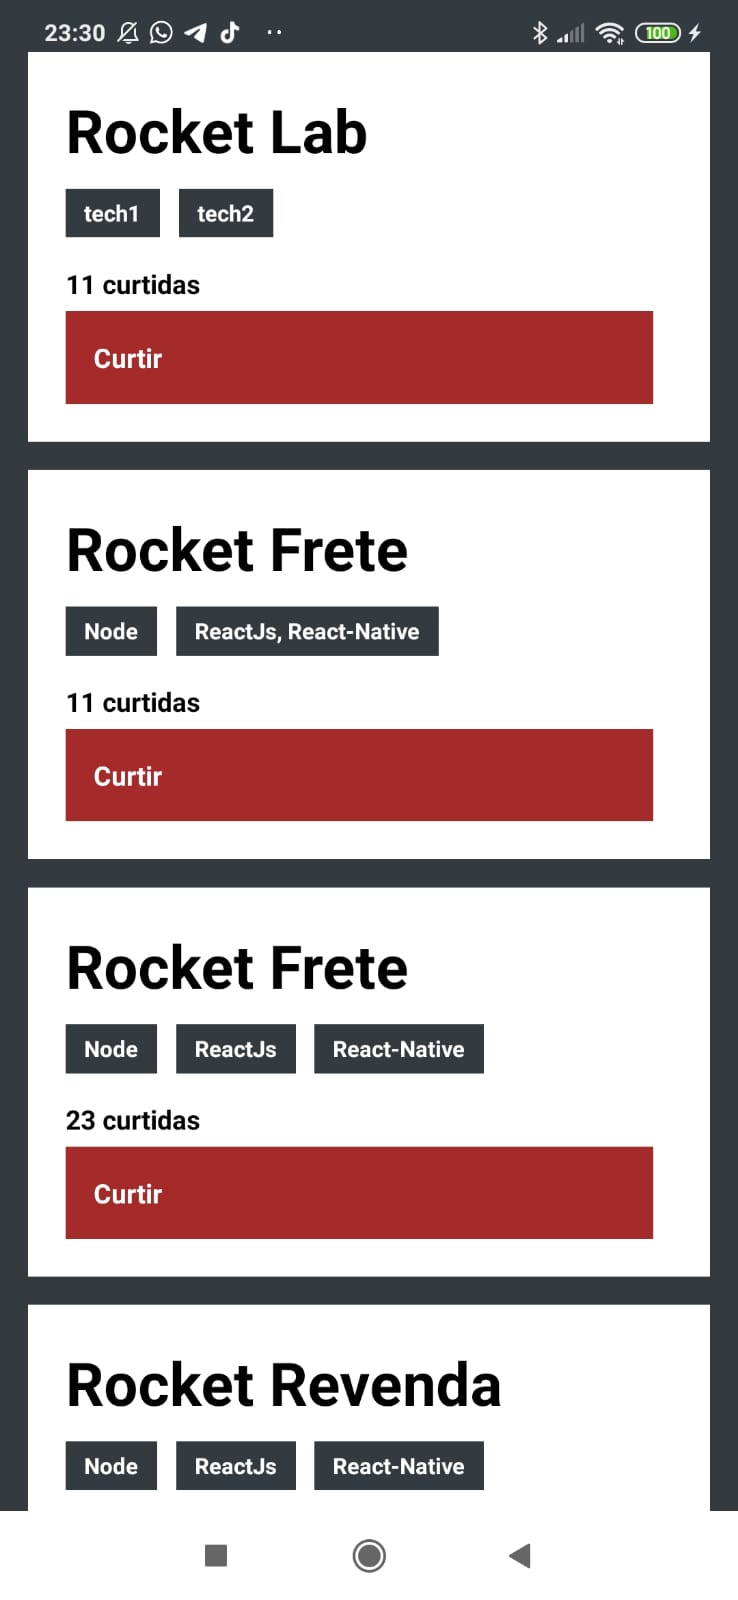 23:30 100
Rocket Lab
tech1 tech2
11 curtidas
Curtir
Rocket Frete
Node ReactJs, React-Native
11 curtidas
Curtir
Rocket Frete
Node ReactJs React-Native
23 curtidas
Curtir
Rocket Revenda
Node ReactJs React-Native